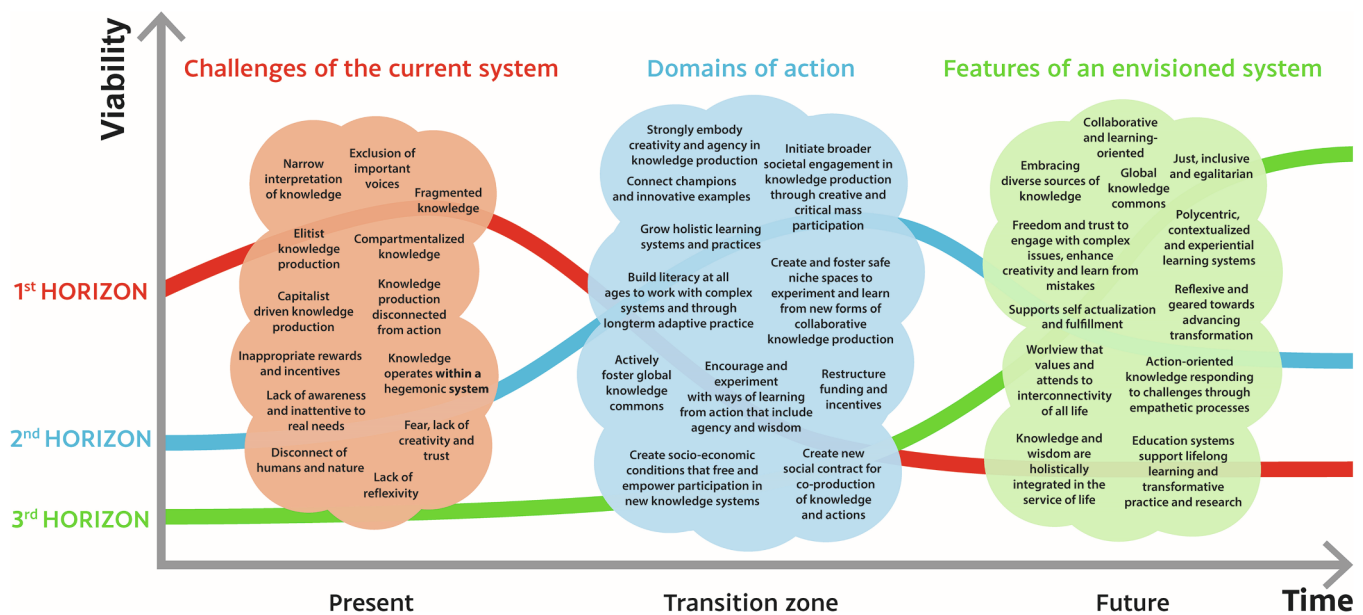 Viability
Challenges of the current system
Domains of action
Features of an envisioned system
1st HORIZON
2nd HORIZON
3rd HORIZON
Narrow
interpretation
of knowledge
Exclusion of
important
voices
Fragmented
knowledge
Elitist
knowledge
production
Compartmentalized
knowledge
Capitalist
driven knowledge
production
Knowledge
production
disconnected
from action
Inappropriate rewards
and incentives
Knowledge
operates within a
hegemonic system
Lack of awareness
and inattentive to
real needs
Fear, lack of
creativity and
trust
Disconnect of
humans and nature
Lack of
reflexivity
Strongly embody
creativity and agency in
knowledge production
Initiate broader
societal engagement in
knowledge production
through creative and
critical mass
participation
Connect champions
and innovative examples
Grow holistic learning
systems and practices
Build literacy at all
ages to work with complex
systems and through
longterm adaptive practice
Create and foster safe
niche spaces to
experiment and learn
from new forms of
collaborative
knowledge production
Actively
foster global
knowledge
commons
Encourage and
experiment
with ways of learning
from action that include
agency and wisdom
Restructure
funding and
incentives
Create socio-economic
conditions that free and
empower participation in
new knowledge systems
Create new
social contract for
co-production
of knowledge
and actions
Collaborative
and learning-
oriented
Embracing
diverse sources of
knowledge
Global
knowledge
commons
Just, inclusive
and egalitarian
Freedom and trust to
engage with complex
issues, enhance
creativity and learn from
mistakes
Polycentric,
contextualized
and experiential
learning systems
Supports self actualization
and fulfillment
Reflexive and
geared towards
advancing
transformation
Worlview that
values and
attends to
interconnectivity
of all life
Action-oriented
knowledge responding
to challenges through
empathetic processes
Knowledge and
wisdom are
holistically
integrated in the
service of life
Education systems
support lifelong
learning and
transformative
practice and research
Present
Transition zone
Future
Time